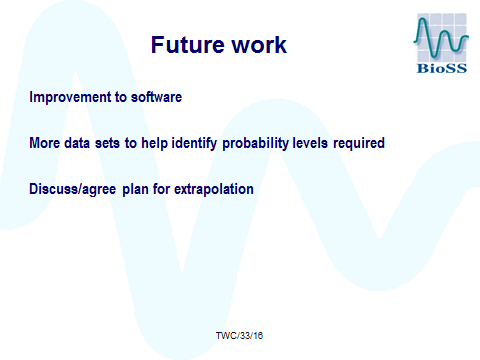 Future work
BioSS
Improvement to software
More data sets to help identify probability levels required
Discuss/agree plan for extrapolation
TWC/33/16